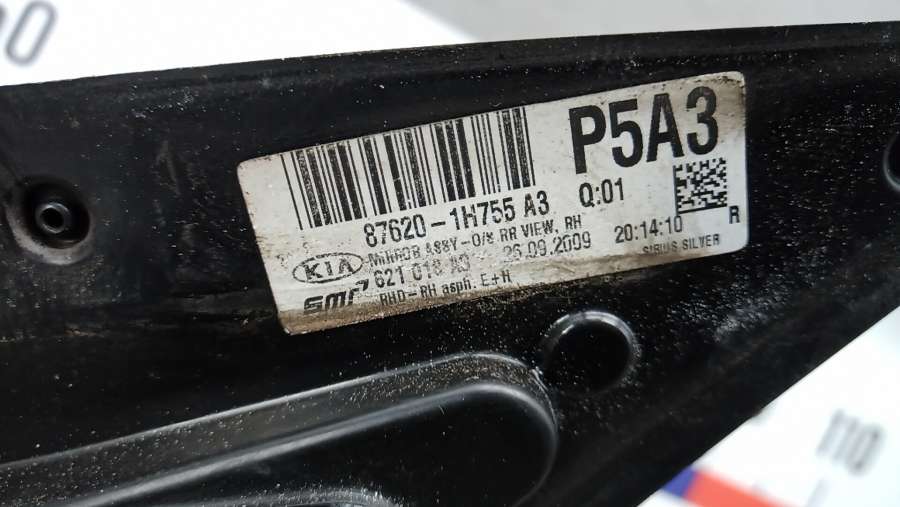 P5A3
87620-1H755 A3 Q:01
MIRROR ASSY-O/S RR VIEW, RH
KIA 621 018 A3 25.09.2009 20:14:10 R
smr RHD-RH asph. E+H SIRIUS SILVER
110